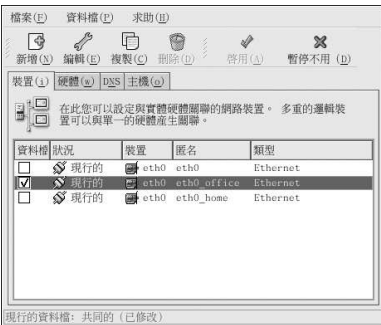 檔案(F) 資料檔(P) 求助(H)
新增(N) 編輯(E) 複製(C) 刪除(D) 啓用(A) 暫停不用 (D)
裝置(i) 硬體(w) DNS 主機(o)
在此您可以設定與實體硬體關聯的網路裝置。 多重的邏輯裝
置可以與單一的硬體産生關聯。
資料檔 狀況 裝置 匿名 類型
現行的 eth0 eth0 Ethernet
現行的 eth0 eth0_office Ethernet
現行的 eth0 eth0_home Ethernet
現行的資料檔: 共同的 (已修改)